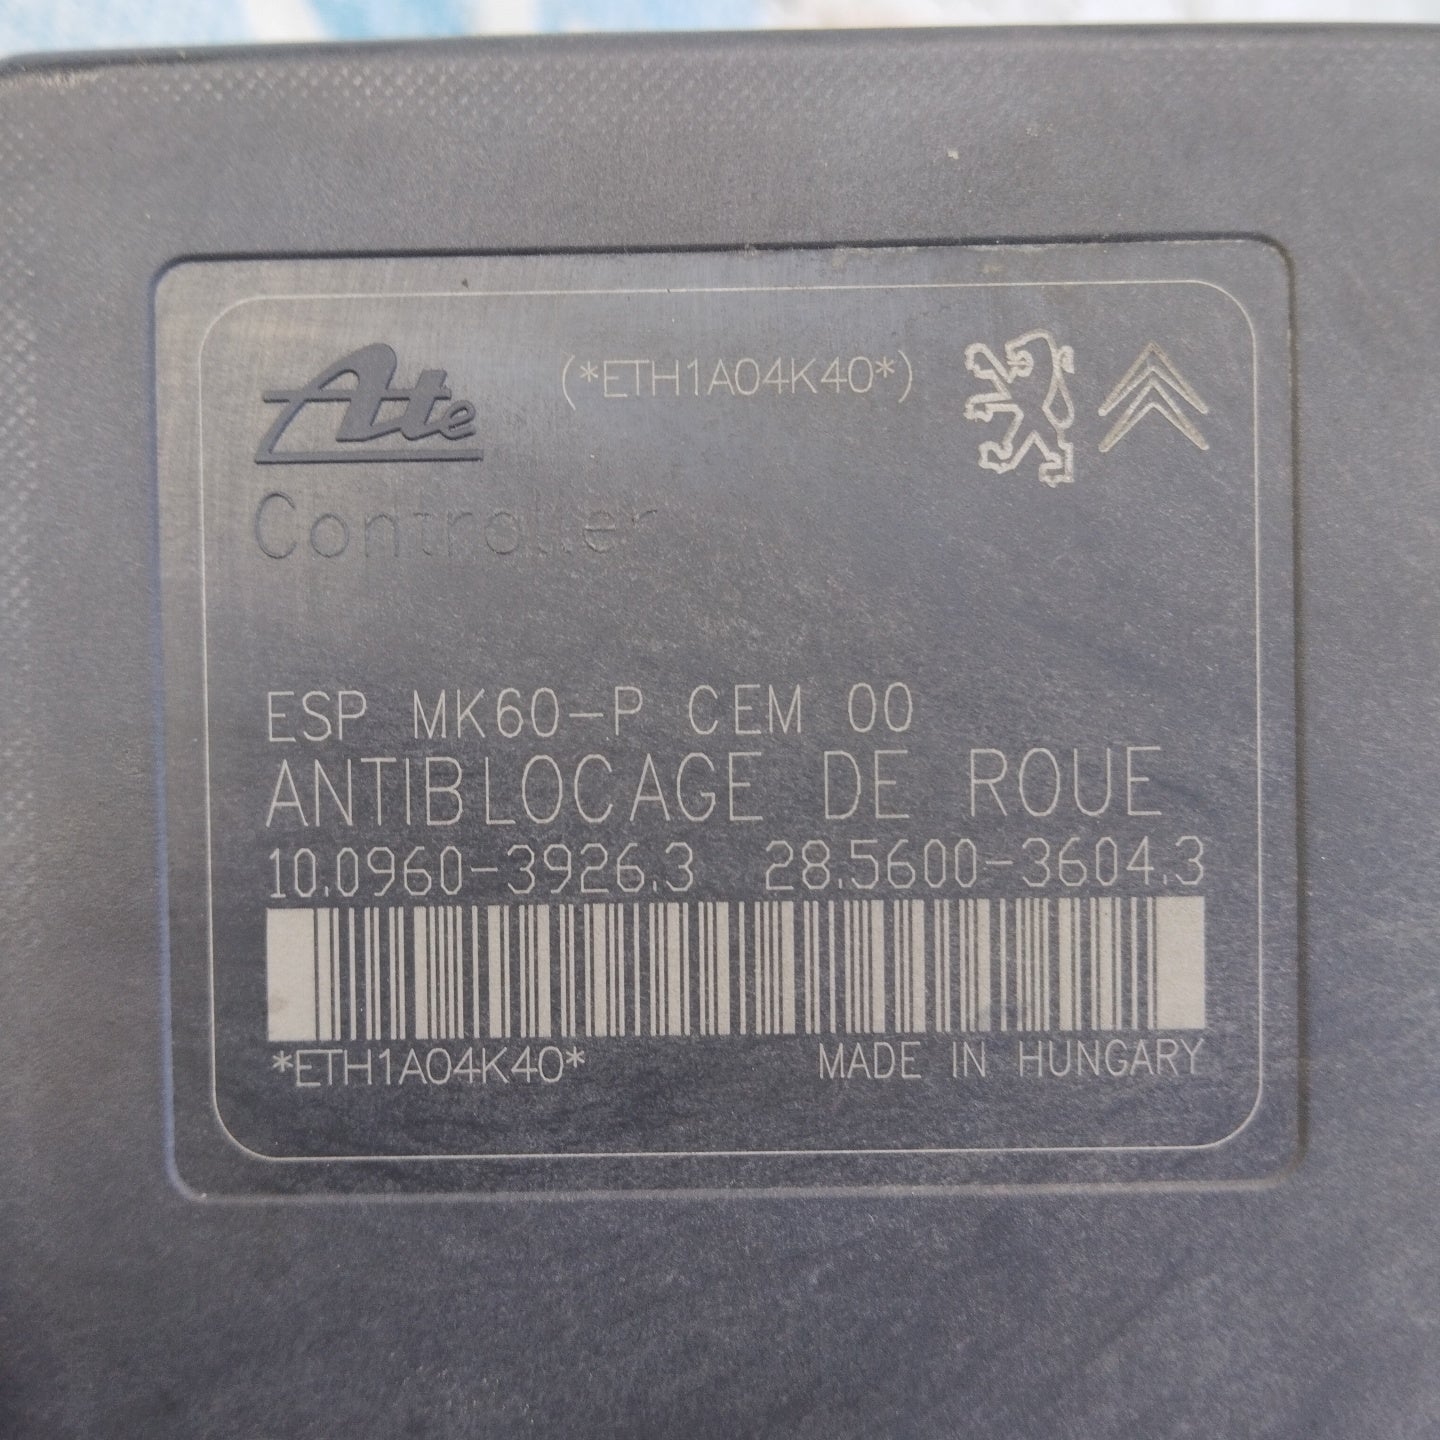 Ate (*ETH1A04K40*)
Controller
ESP MK60-P CEM 00
ANTIBLOCAGE DE ROUE
10.0960-3926.3 28.5600-3604.3
*ETH1A04K40* MADE IN HUNGARY